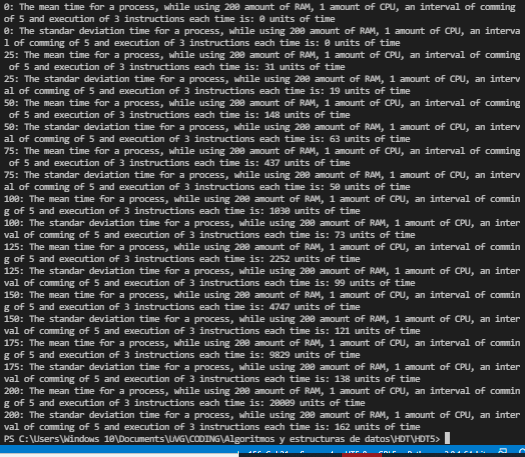 0: The mean time for a process, while using 200 amount of RAM, 1 amount of CPU, an interval of comming
of 5 and execution of 3 instructions each time is: 0 units of time
0: The standar deviation time for a process, while using 200 amount of RAM, 1 amount of CPU, an interva
l of comming of 5 and execution of 3 instructions each time is: 0 units of time
25: The mean time for a process, while using 200 amount of RAM, 1 amount of CPU, an interval of comming
of 5 and execution of 3 instructions each time is: 31 units of time
25: The standar deviation time for a process, while using 200 amount of RAM, 1 amount of CPU, an interv
al of comming of 5 and execution of 3 instructions each time is: 19 units of time
50: The mean time for a process, while using 200 amount of RAM, 1 amount of CPU, an interval of comming
of 5 and execution of 3 instructions each time is: 148 units of time
50: The standar deviation time for a process, while using 200 amount of RAM, 1 amount of CPU, an interv
al of comming of 5 and execution of 3 instructions each time is: 63 units of time
75: The mean time for a process, while using 200 amount of RAM, 1 amount of CPU, an interval of comming
of 5 and execution of 3 instructions each time is: 437 units of time
75: The standar deviation time for a process, while using 200 amount of RAM, 1 amount of CPU, an interv
al of comming of 5 and execution of 3 instructions each time is: 50 units of time
100: The mean time for a process, while using 200 amount of RAM, 1 amount of CPU, an interval of commin
g of 5 and execution of 3 instructions each time is: 1030 units of time
100: The standar deviation time for a process, while using 200 amount of RAM, 1 amount of CPU, an inter
val of comming of 5 and execution of 3 instructions each time is: 73 units of time
125: The mean time for a process, while using 200 amount of RAM, 1 amount of CPU, an interval of commin
g of 5 and execution of 3 instructions each time is: 2252 units of time
125: The standar deviation time for a process, while using 200 amount of RAM, 1 amount of CPU, an inter
val of comming of 5 and execution of 3 instructions each time is: 99 units of time
150: The mean time for a process, while using 200 amount of RAM, 1 amount of CPU, an interval of commin
g of 5 and execution of 3 instructions each time is: 4747 units of time
150: The standar deviation time for a process, while using 200 amount of RAM, 1 amount of CPU, an inter
val of comming of 5 and execution of 3 instructions each time is: 121 units of time
175: The mean time for a process, while using 200 amount of RAM, 1 amount of CPU, an interval of commin
g of 5 and execution of 3 instructions each time is: 9829 units of time
175: The standar deviation time for a process, while using 200 amount of RAM, 1 amount of CPU, an inter
val of comming of 5 and execution of 3 instructions each time is: 138 units of time
200: The mean time for a process, while using 200 amount of RAM, 1 amount of CPU, an interval of commin
g of 5 and execution of 3 instructions each time is: 20009 units of time
200: The standar deviation time for a process, while using 200 amount of RAM, 1 amount of CPU, an inter
val of comming of 5 and execution of 3 instructions each time is: 162 units of time
PS C:\Users\Windows 10\Documents\UVG\CODING\Algoritmos y estructuras de datos\HDT\HDT5>